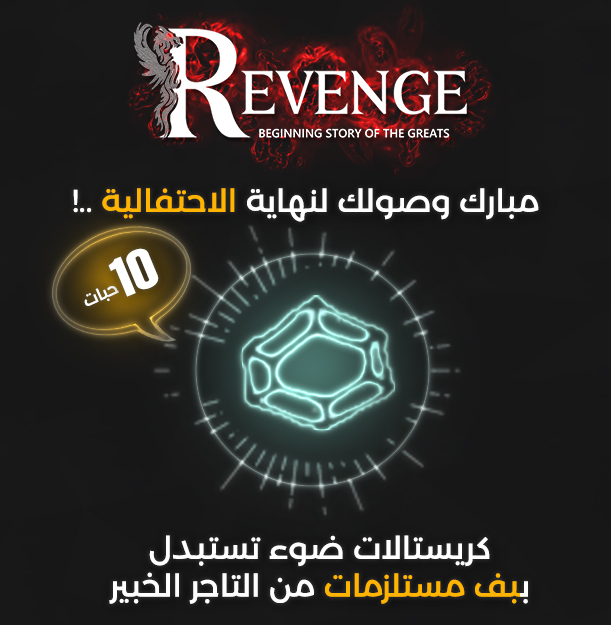 REVENGE
BEGINNING STORY OF THE GREATS
مبارك وصولك لنهاية الاحتفالية ..!
10
حبات
كريستالات ضوء تستبدل
ببف مستلزمات من التاجر الخبير